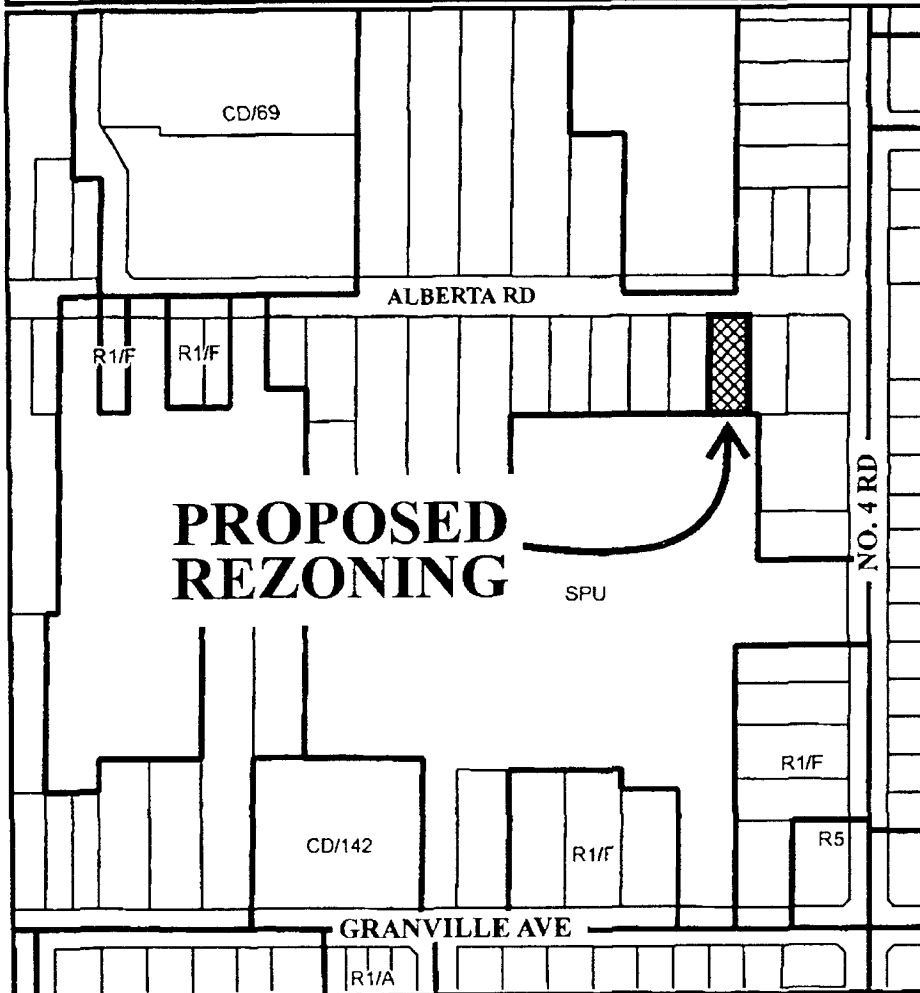 CD/69
ALBERTA RD
R1/F
R1/F
NO. 4 RD
PROPOSED
REZONING
SPU
R1/F
CD/142
R1/F
R5
GRANVILLE AVE
R1/A